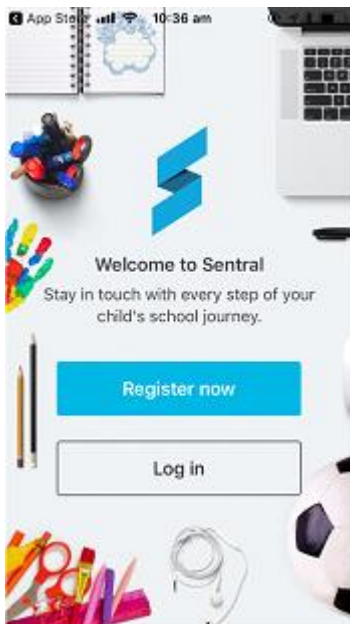 App Store 10:36 am
Welcome to Sentral
Stay in touch with every step of your
child's school journey.
Register now
Log in